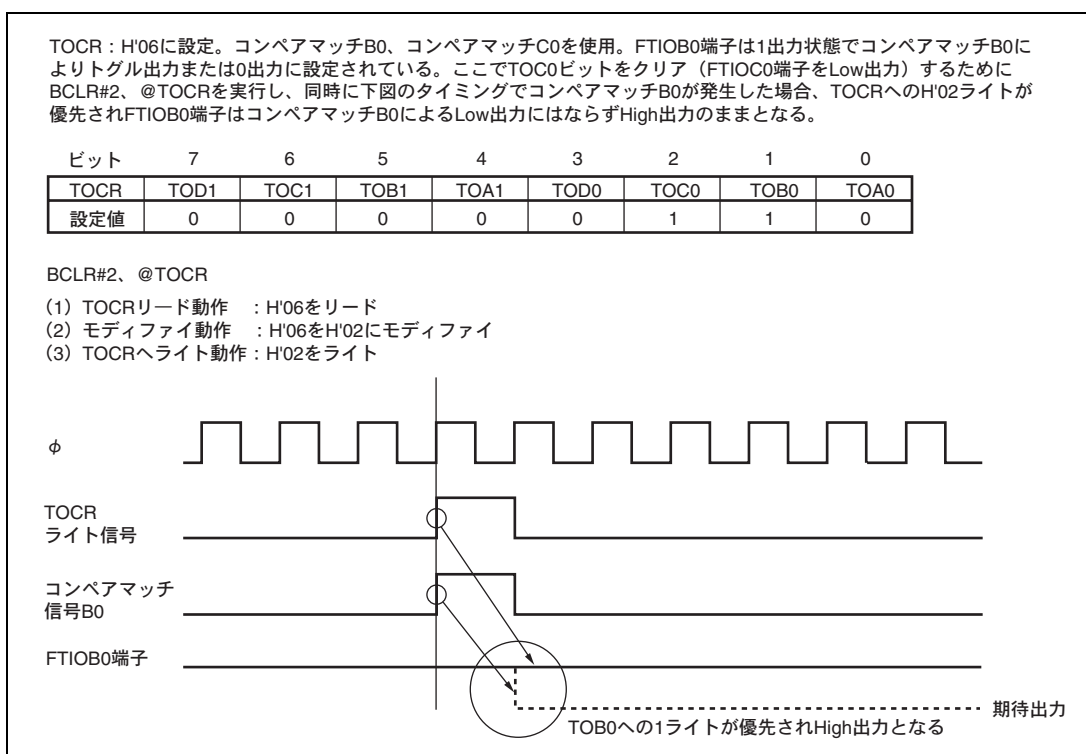 TOCR：H'06に設定。コンペアマッチB0、コンペアマッチC0を使用。FTIOB0端子は1出力状態でコンペアマッチB0に
よりトグル出力または0出力に設定されている。ここでTOC0ビットをクリア（FTIOC0端子をLow出力）するために
BCLR#2、@TOCRを実行し、同時に下図のタイミングでコンペアマッチB0が発生した場合、TOCRへのH'02ライトが
優先されFTIOB0端子はコンペアマッチB0によるLow出力にはならずHigh出力のままとなる。
ビット 7 6 5 4 3 2 1 0
TOCR TOD1 TOC1 TOB1 TOA1 TOD0 TOC0 TOB0 TOA0
設定値 0 0 0 0 0 1 1 0
BCLR#2、@TOCR
（1）TOCRリード動作　：H'06をリード
（2）モディファイ動作　：H'06をH'02にモディファイ
（3）TOCRへライト動作：H'02をライト
φ
TOCR
ライト信号
コンペアマッチ
信号B0
FTIOB0端子
期待出力
TOB0への1ライトが優先されHigh出力となる